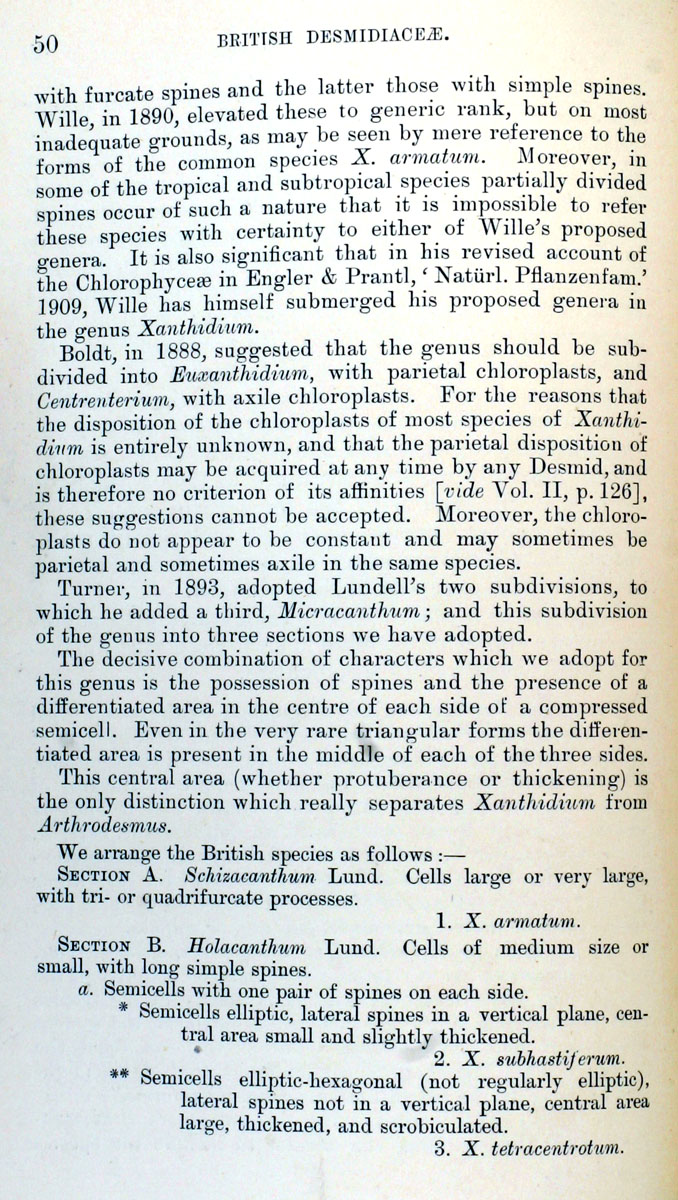 50
BRITISH DESMIDIACEÆ.
with furcate spines and the latter those with simple spines.
Wille, in 1890, elevated these to generic rank, but on most
inadequate grounds, as may be seen by mere reference to the
forms of the common species X. armatum. Moreover, in
some of the tropical and subtropical species partially divided
spines occur of such a nature that it is impossible to refer
these species with certainty to either of Wille's proposed
genera. It is also significant that in his revised account of
the Chlorophyceæ in Engler & Prantl, ‘ Natürl. Pflanzenfam.’
1909, Wille has himself submerged his proposed genera in
the genus Xanthidium.
Boldt, in 1888, suggested that the genus should be sub-
divided into Euxanthidium, with parietal chloroplasts, and
Centrenterium, with axile chloroplasts. For the reasons that
the disposition of the chloroplasts of most species of Xanthi-
dium is entirely unknown, and that the parietal disposition of
chloroplasts may be acquired at any time by any Desmid, and
is therefore no criterion of its affinities [vide Vol. II, p. 126],
these suggestions cannot be accepted. Moreover, the chloro-
plasts do not appear to be constant and may sometimes be
parietal and sometimes axile in the same species.
Turner, in 1893, adopted Lundell's two subdivisions, to
which he added a third, Micracanthum ; and this subdivision
of the genus into three sections we have adopted.
The decisive combination of characters which we adopt for
this genus is the possession of spines and the presence of a
differentiated area in the centre of each side of a compressed
semicell. Even in the very rare triangular forms the differen-
tiated area is present in the middle of each of the three sides.
This central area (whether protuberance or thickening) is
the only distinction which really separates Xanthidium from
Arthrodesmus.
We arrange the British species as follows :—
SECTION A. Schizacanthum Lund. Cells large or very large,
with tri- or quadrifurcate processes.
1. X. armatum.
SECTION B. Holacanthum Lund. Cells of medium size or
small, with long simple spines.
a. Semicells with one pair of spines on each side.
* Semicells elliptic, lateral spines in a vertical plane, cen-
tral area small and slightly thickened.
2. X. subhastiferum.
** Semicells elliptic-hexagonal (not regularly elliptic),
lateral spines not in a vertical plane, central area
large, thickened, and scrobiculated.
3. X. tetracentrotum.